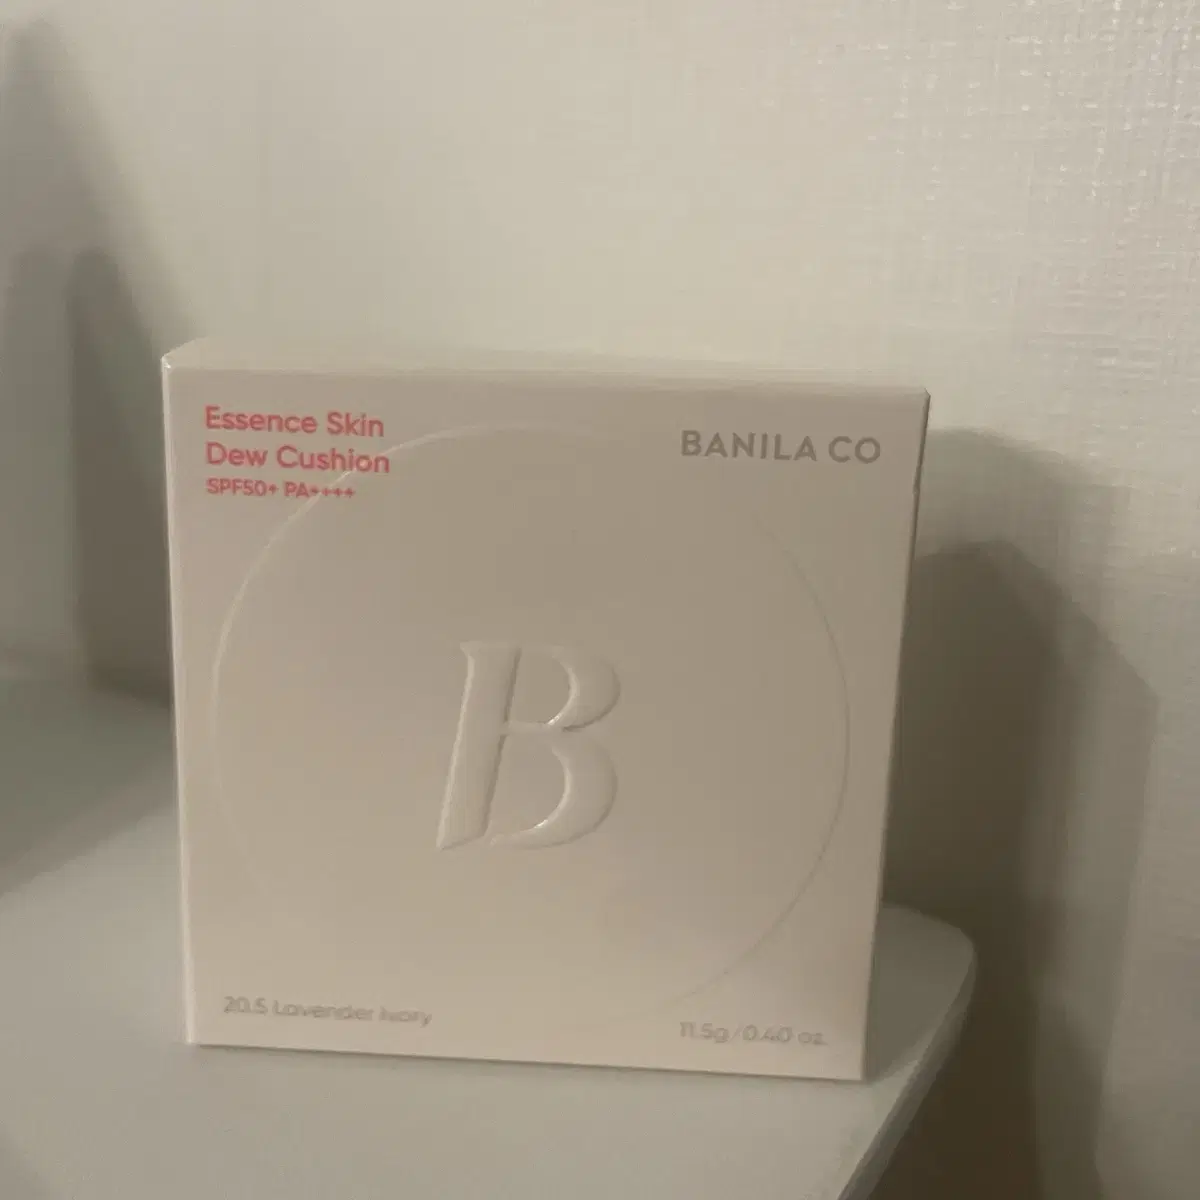 Essence Skin
Dew Cushion
SPF50+ PA++++
BANILA CO
B
20.5 Lavender Ivory
11.5g / 0.40 oz.